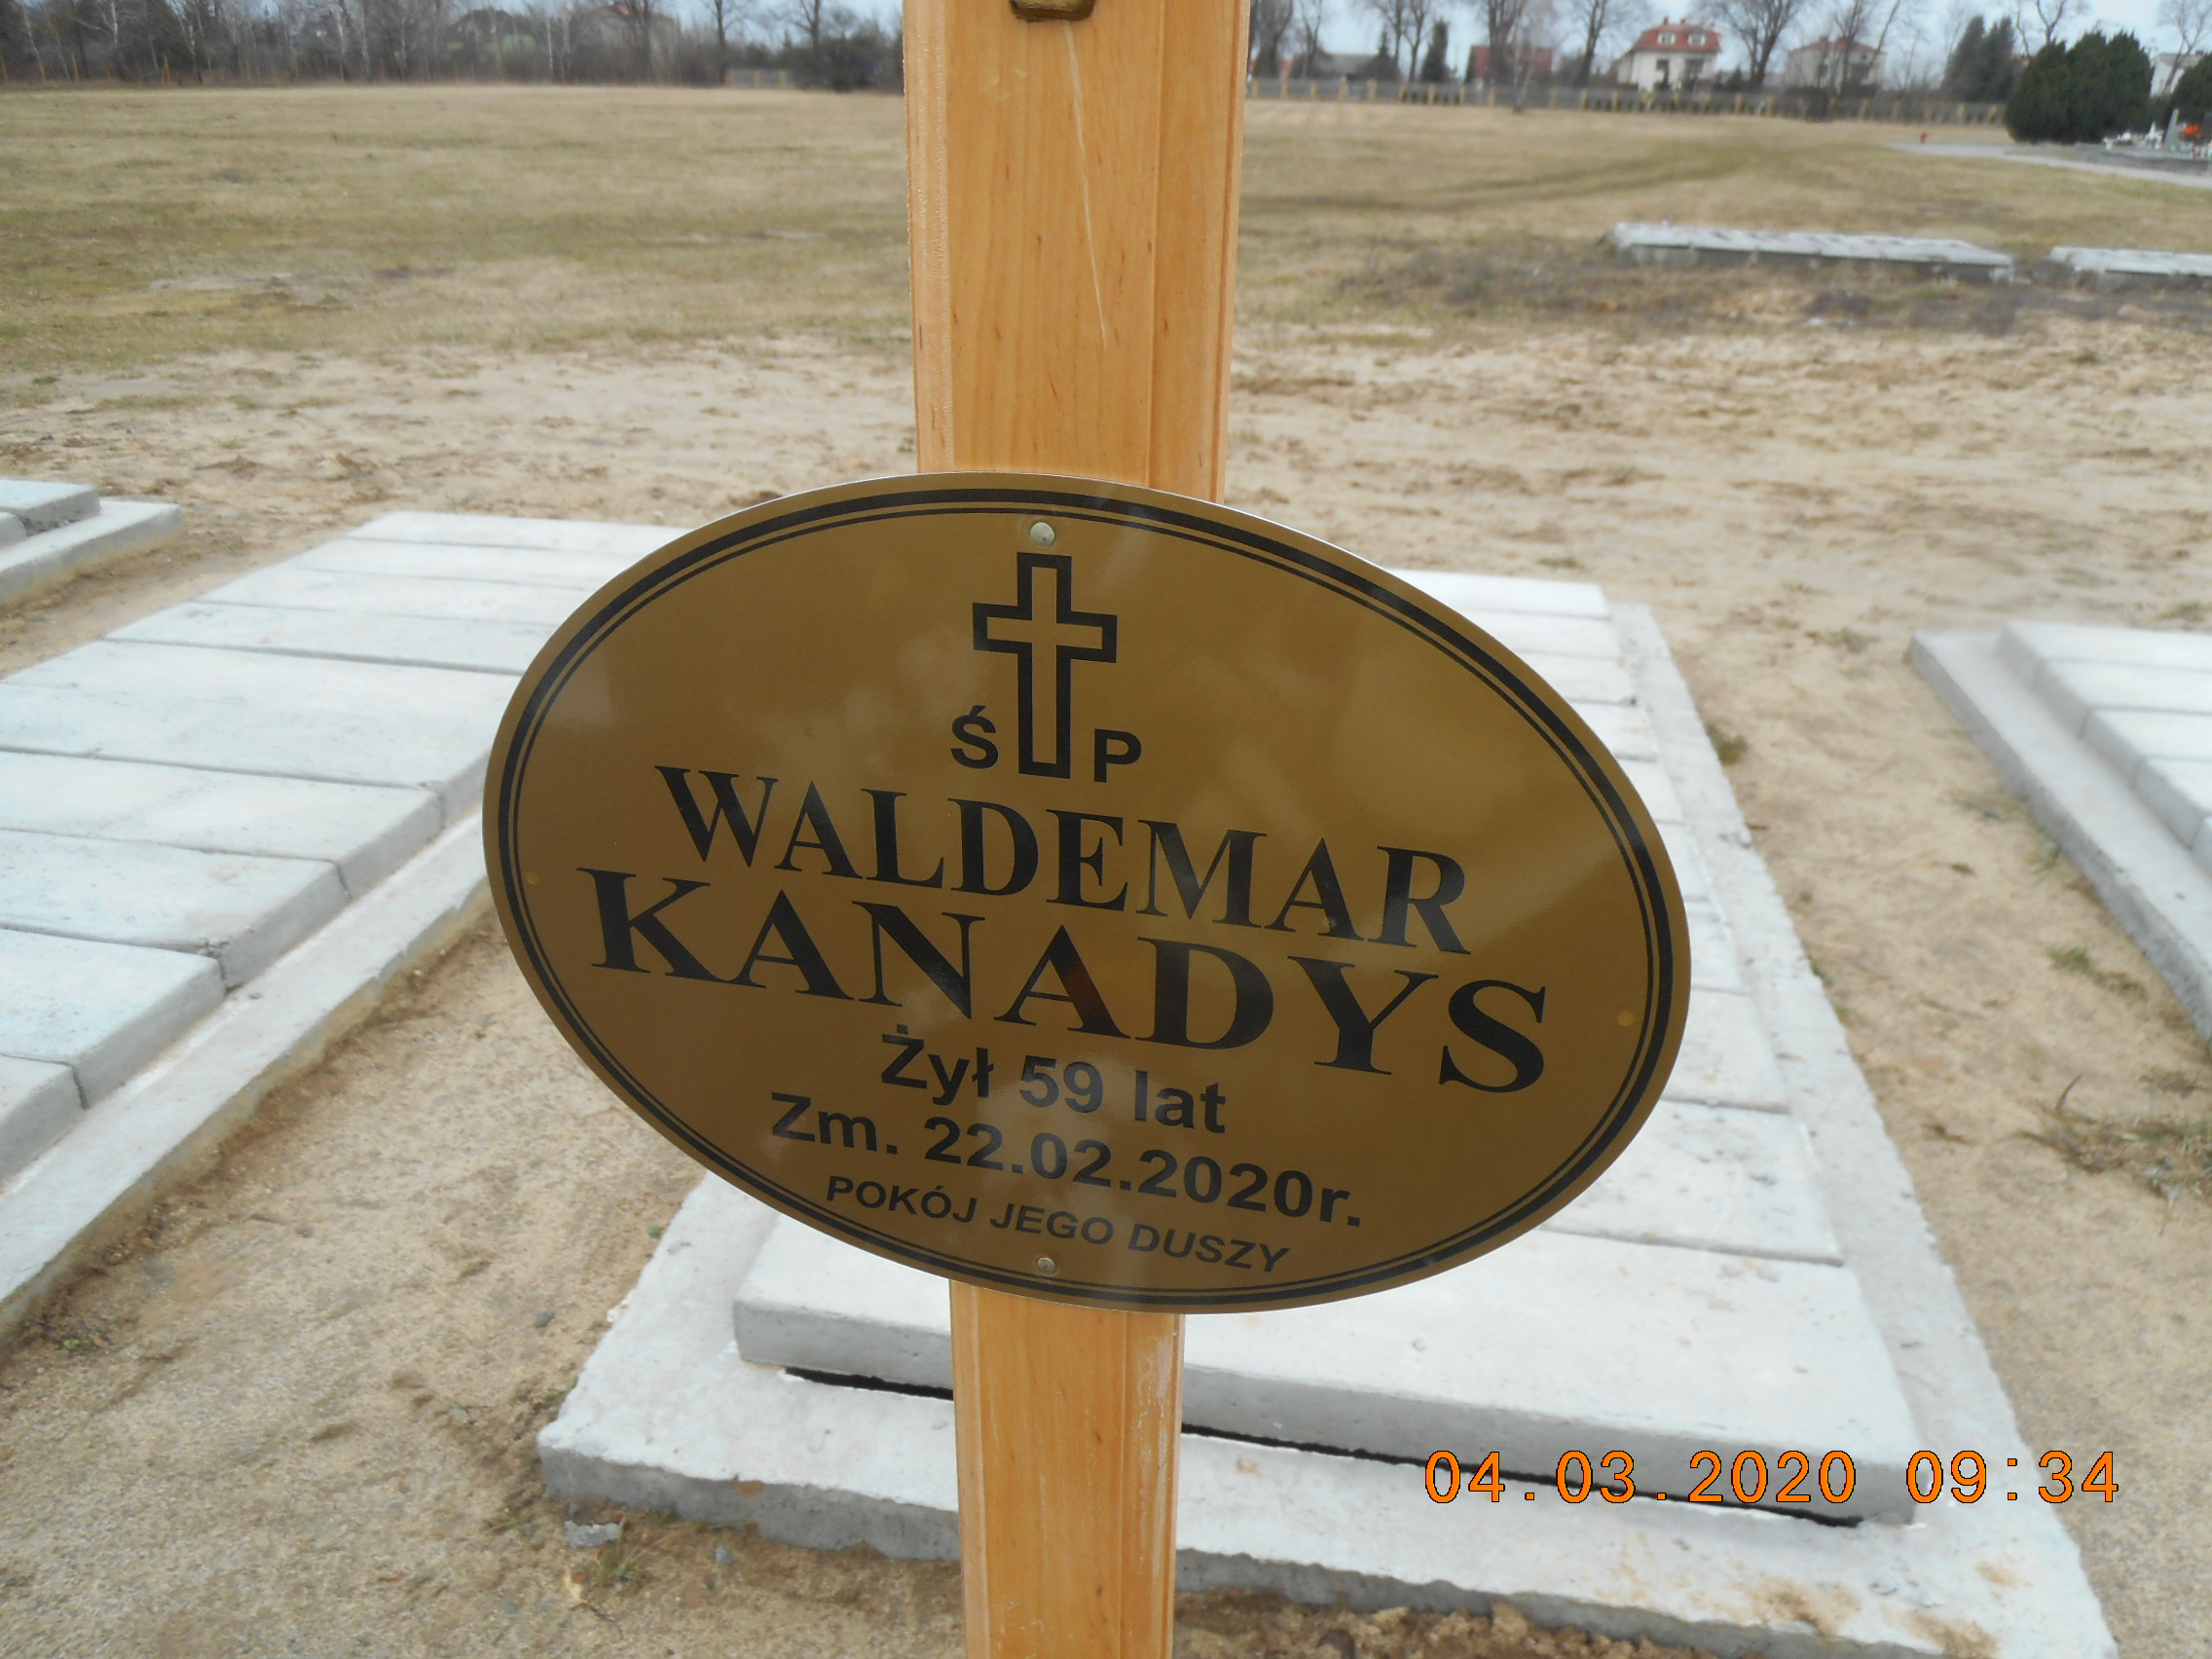 Ś P
WALDEMAR
KANADYS
Żył 59 lat
Zm. 22.02.2020r.
POKÓJ JEGO DUSZY
04.03.2020 09:34